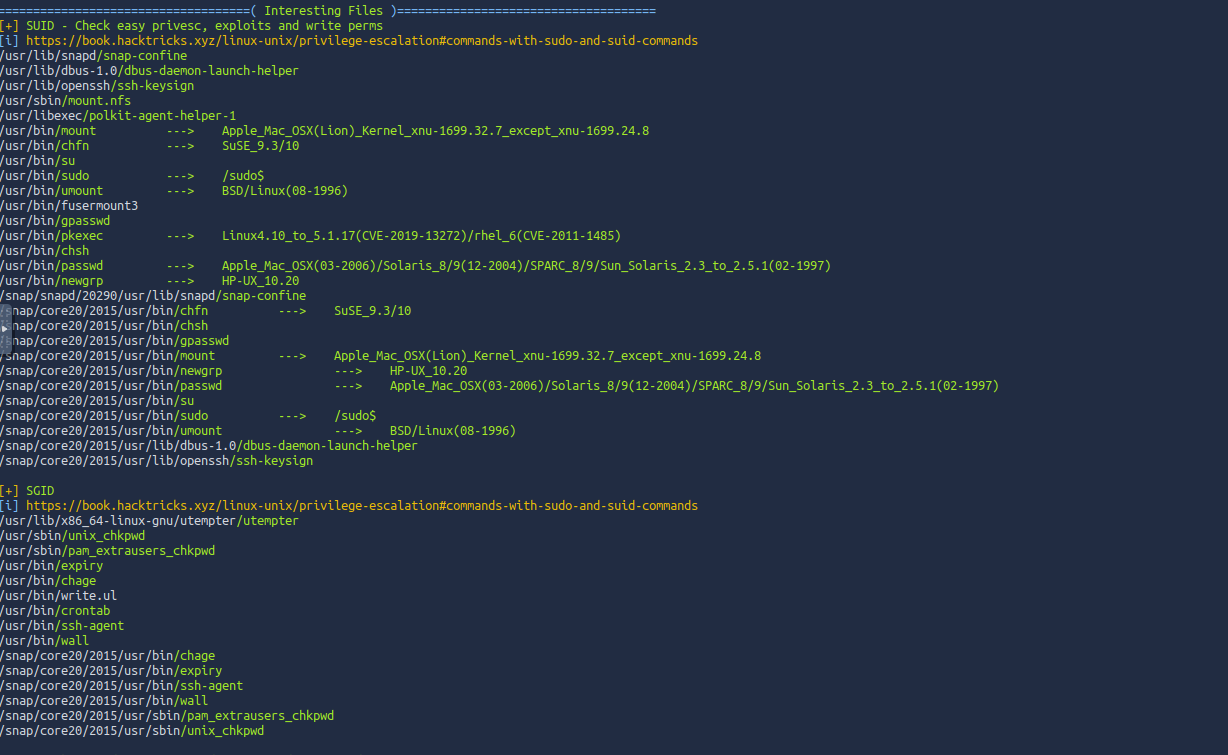 ====================================( Interesting Files )=====================================
[+] SUID - Check easy privesc, exploits and write perms
[i] https://book.hacktricks.xyz/linux-unix/privilege-escalation#commands-with-sudo-and-suid-commands
/usr/lib/snapd/snap-confine
/usr/lib/dbus-1.0/dbus-daemon-launch-helper
/usr/lib/openssh/ssh-keysign
/usr/sbin/mount.nfs
/usr/libexec/polkit-agent-helper-1
/usr/bin/mount          --->    Apple_Mac_OSX(Lion)_Kernel_xnu-1699.32.7_except_xnu-1699.24.8
/usr/bin/chfn           --->    SuSE_9.3/10
/usr/bin/su
/usr/bin/sudo           --->    /sudo$
/usr/bin/umount         --->    BSD/Linux(08-1996)
/usr/bin/fusermount3
/usr/bin/gpasswd
/usr/bin/pkexec         --->    Linux4.10_to_5.1.17(CVE-2019-13272)/rhel_6(CVE-2011-1485)
/usr/bin/chsh
/usr/bin/passwd         --->    Apple_Mac_OSX(03-2006)/Solaris_8/9(12-2004)/SPARC_8/9/Sun_Solaris_2.3_to_2.5.1(02-1997)
/usr/bin/newgrp         --->    HP-UX_10.20
/snap/snapd/20290/usr/lib/snapd/snap-confine
/snap/core20/2015/usr/bin/chfn          --->    SuSE_9.3/10
/snap/core20/2015/usr/bin/chsh
/snap/core20/2015/usr/bin/gpasswd
/snap/core20/2015/usr/bin/mount         --->    Apple_Mac_OSX(Lion)_Kernel_xnu-1699.32.7_except_xnu-1699.24.8
/snap/core20/2015/usr/bin/newgrp                --->    HP-UX_10.20
/snap/core20/2015/usr/bin/passwd                --->    Apple_Mac_OSX(03-2006)/Solaris_8/9(12-2004)/SPARC_8/9/Sun_Solaris_2.3_to_2.5.1(02-1997)
/snap/core20/2015/usr/bin/su
/snap/core20/2015/usr/bin/sudo          --->    /sudo$
/snap/core20/2015/usr/bin/umount                --->    BSD/Linux(08-1996)
/snap/core20/2015/usr/lib/dbus-1.0/dbus-daemon-launch-helper
/snap/core20/2015/usr/lib/openssh/ssh-keysign
[+] SGID
[i] https://book.hacktricks.xyz/linux-unix/privilege-escalation#commands-with-sudo-and-suid-commands
/usr/lib/x86_64-linux-gnu/utempter/utempter
/usr/sbin/unix_chkpwd
/usr/sbin/pam_extrausers_chkpwd
/usr/bin/expiry
/usr/bin/chage
/usr/bin/write.ul
/usr/bin/crontab
/usr/bin/ssh-agent
/usr/bin/wall
/snap/core20/2015/usr/bin/chage
/snap/core20/2015/usr/bin/expiry
/snap/core20/2015/usr/bin/ssh-agent
/snap/core20/2015/usr/bin/wall
/snap/core20/2015/usr/sbin/pam_extrausers_chkpwd
/snap/core20/2015/usr/sbin/unix_chkpwd